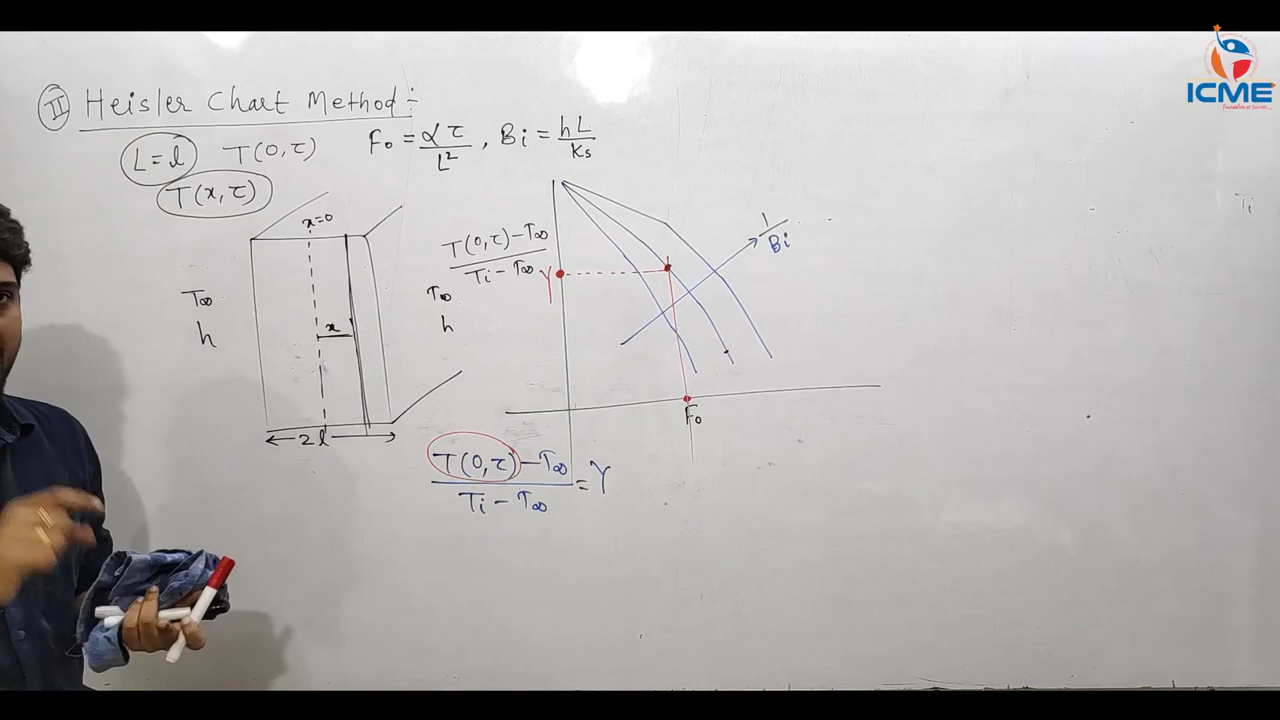 II Heisler Chart Method :-
L = l T(0,τ) Fo = ατ/L² , Bi = hL/Ks
T(x,τ)
x=0
T∞
h
x
2l
T∞
h
T(0,τ) - T∞ / Ti - T∞
Y
1/Bi
Fo
T(0,τ) - T∞ / Ti - T∞ = Y
Ti
ICME